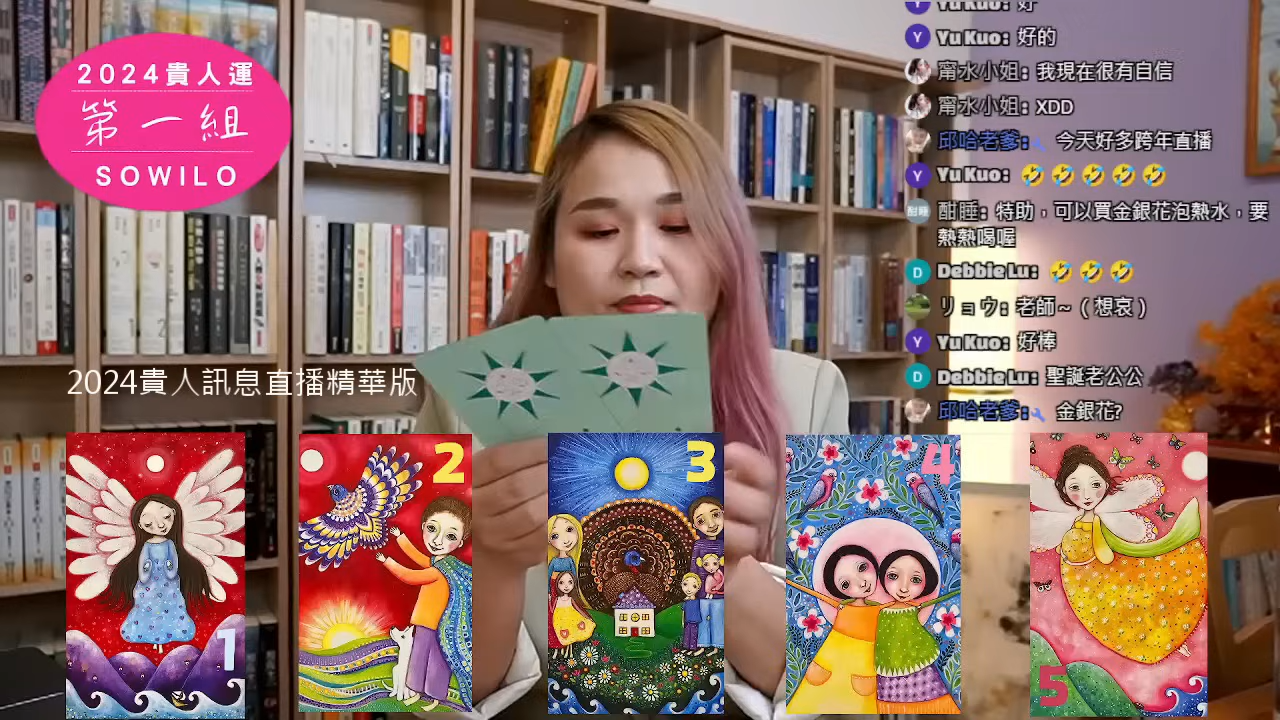 2024貴人運
第一組
SOWILO
2024貴人訊息直播精華版
1
2
3
4
5
Yu Kuo: 好
Yu Kuo: 好的
甯水小姐: 我現在很有自信
甯水小姐: XDD
邱哈老爹: 今天好多跨年直播
Yu Kuo: 🤣🤣🤣🤣🤣
酣睡: 特助，可以買金銀花泡熱水，要
熱熱喝喔
Debbie Lu: 🤣🤣🤣
リョウ: 老師~（想哀）
Yu Kuo: 好棒
Debbie Lu: 聖誕老公公
邱哈老爹: 金銀花?